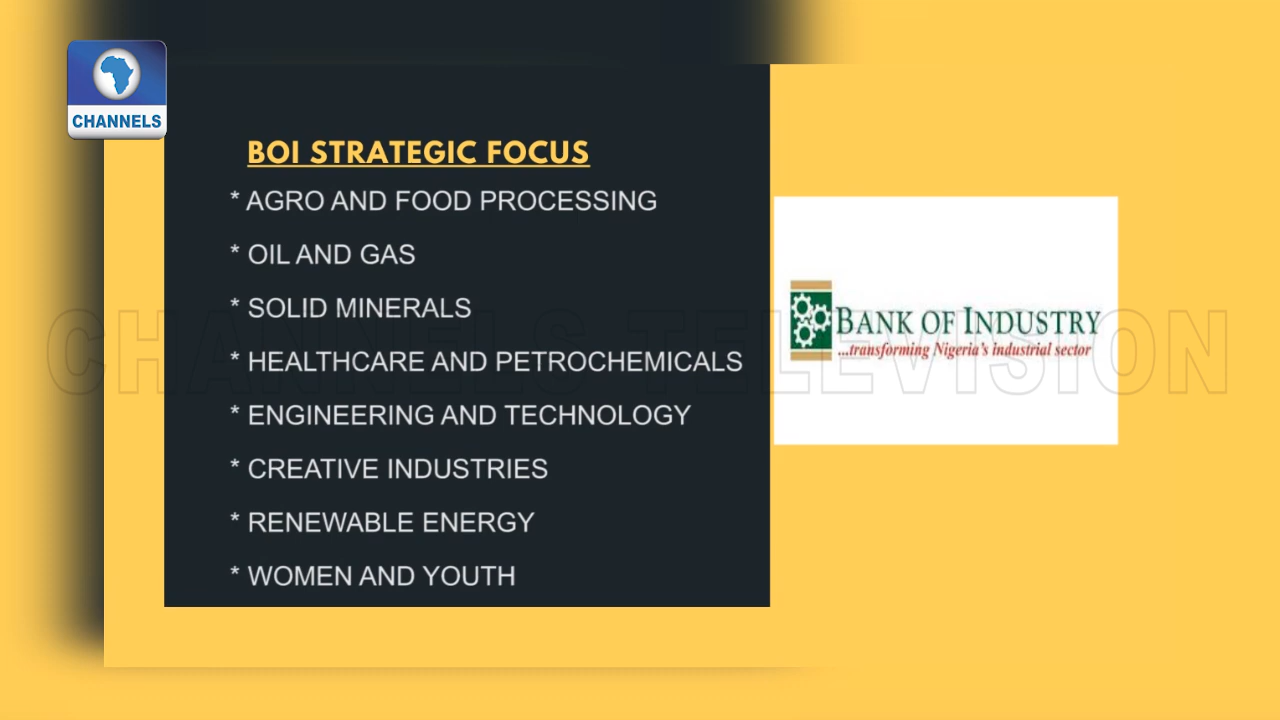 CHANNELS
BOI STRATEGIC FOCUS
* AGRO AND FOOD PROCESSING
* OIL AND GAS
* SOLID MINERALS
* HEALTHCARE AND PETROCHEMICALS
* ENGINEERING AND TECHNOLOGY
* CREATIVE INDUSTRIES
* RENEWABLE ENERGY
* WOMEN AND YOUTH
BANK OF INDUSTRY
...transforming Nigeria's industrial sector
CHANNELS TELEVISION